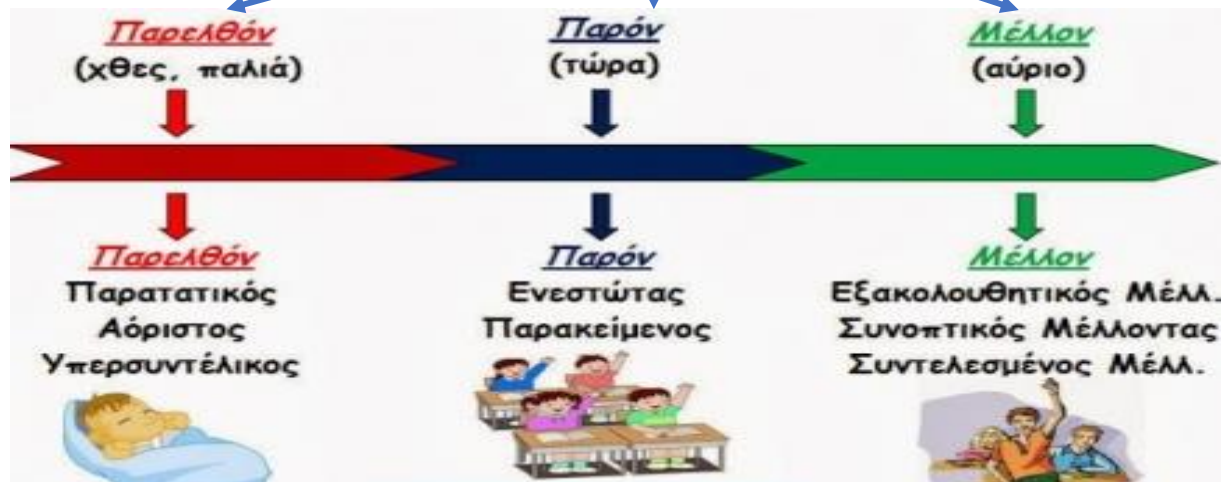 Παρελθόν
(χθες, παλιά)
Παρόν
(τώρα)
Μέλλον
(αύριο)
Παρελθόν
Παρατατικός
Αόριστος
Υπερσυντέλικος
Παρόν
Ενεστώτας
Παρακείμενος
Μέλλον
Εξακολουθητικός Μέλλ.
Συνοπτικός Μέλλοντας
Συντελεσμένος Μέλλ.